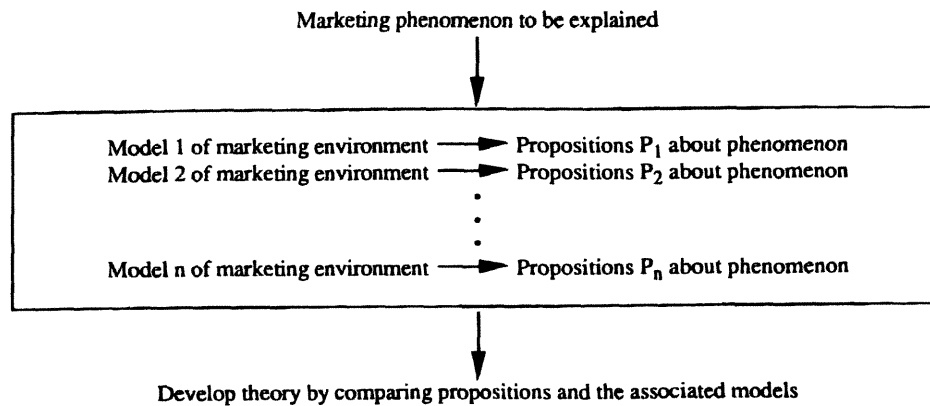 Marketing phenomenon to be explained
Model 1 of marketing environment Propositions P1 about phenomenon
Model 2 of marketing environment Propositions P2 about phenomenon
Model n of marketing environment Propositions Pn about phenomenon
Develop theory by comparing propositions and the associated models